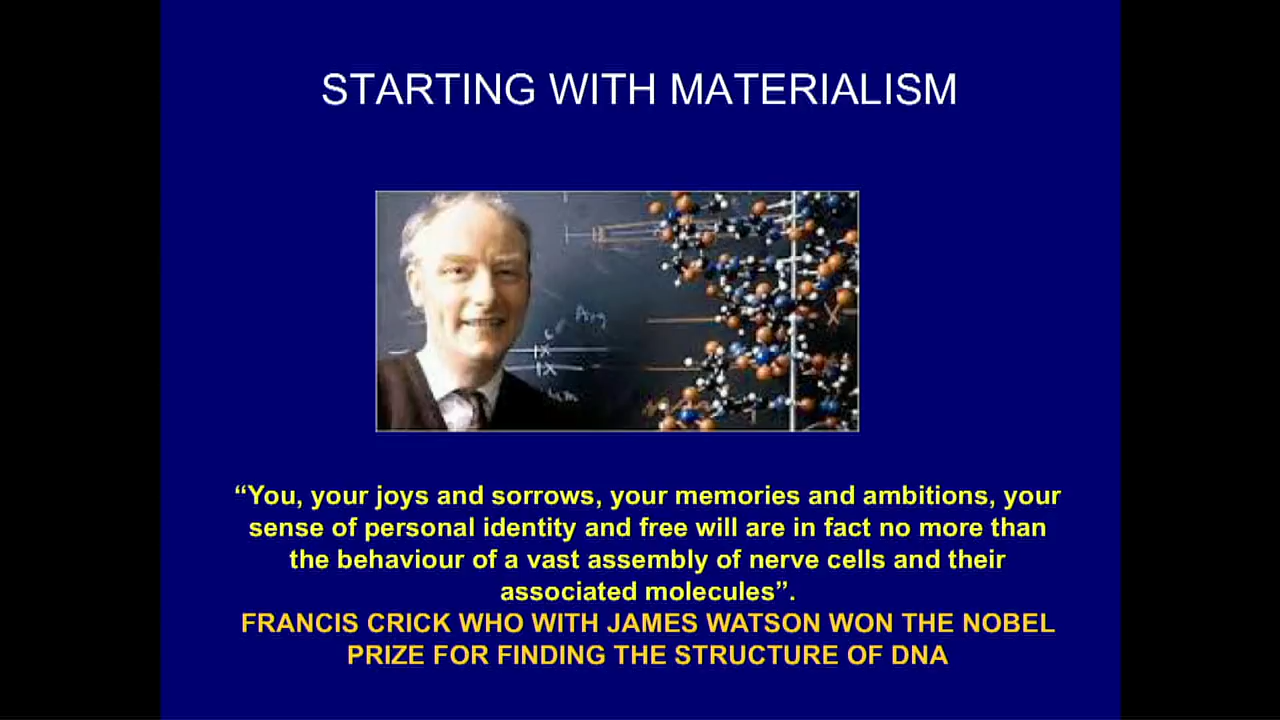 STARTING WITH MATERIALISM
“You, your joys and sorrows, your memories and ambitions, your
sense of personal identity and free will are in fact no more than
the behaviour of a vast assembly of nerve cells and their
associated molecules”.
FRANCIS CRICK WHO WITH JAMES WATSON WON THE NOBEL
PRIZE FOR FINDING THE STRUCTURE OF DNA